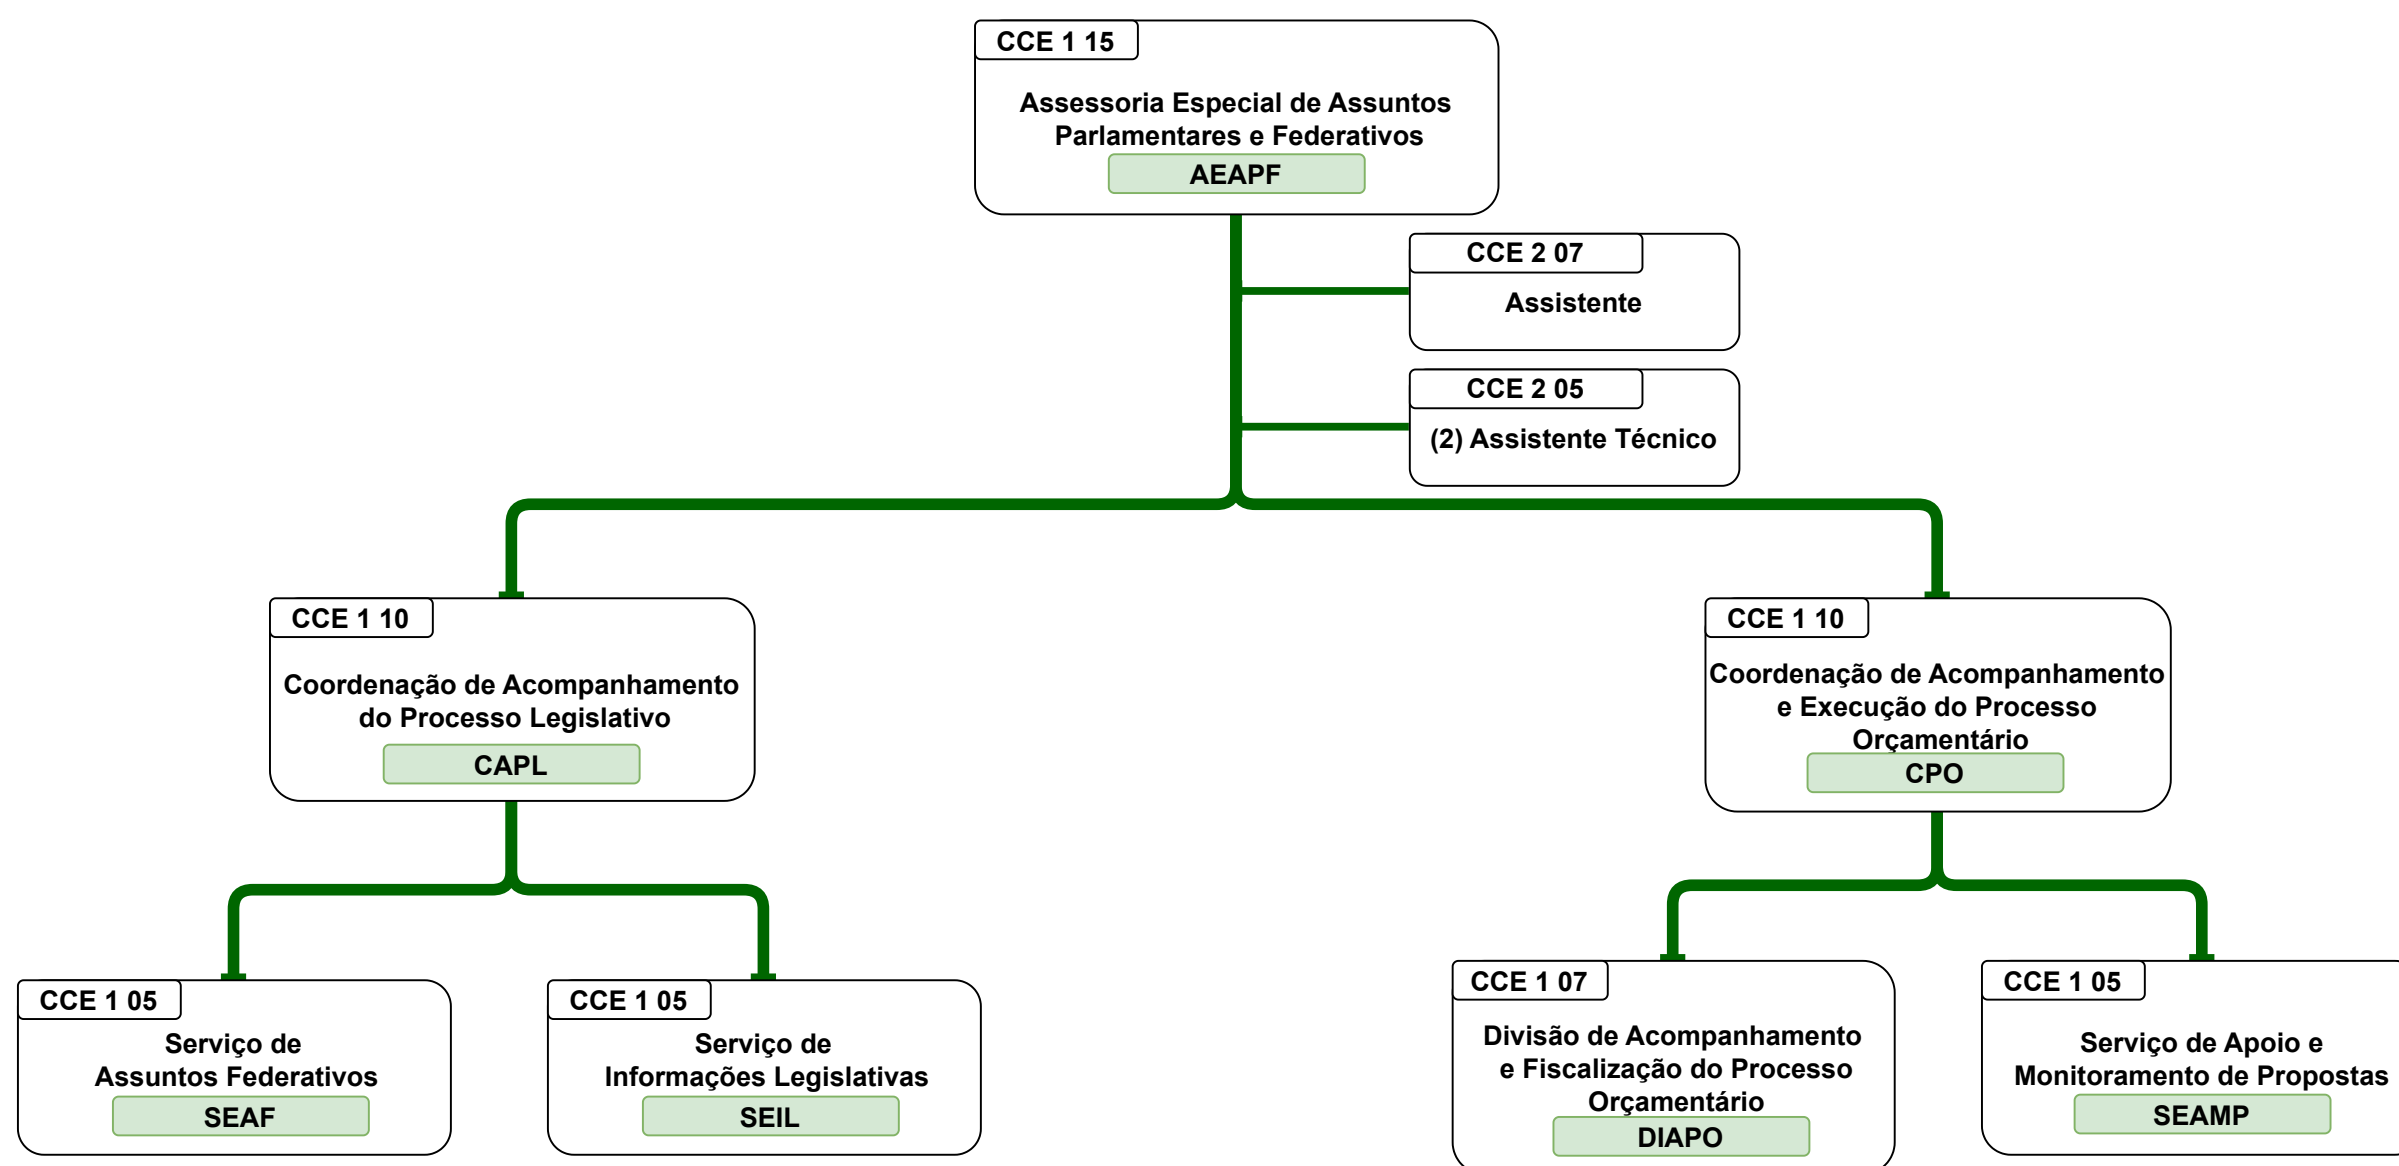 CCE 1 15
Assessoria Especial de Assuntos
Parlamentares e Federativos
AEAPF
CCE 2 07
Assistente
CCE 2 05
(2) Assistente Técnico
CCE 1 10
Coordenação de Acompanhamento
do Processo Legislativo
CAPL
CCE 1 10
Coordenação de Acompanhamento
e Execução do Processo
Orçamentário
CPO
CCE 1 05
Serviço de
Assuntos Federativos
SEAF
CCE 1 05
Serviço de
Informações Legislativas
SEIL
CCE 1 07
Divisão de Acompanhamento
e Fiscalização do Processo
Orçamentário
DIAPO
CCE 1 05
Serviço de Apoio e
Monitoramento de Propostas
SEAMP